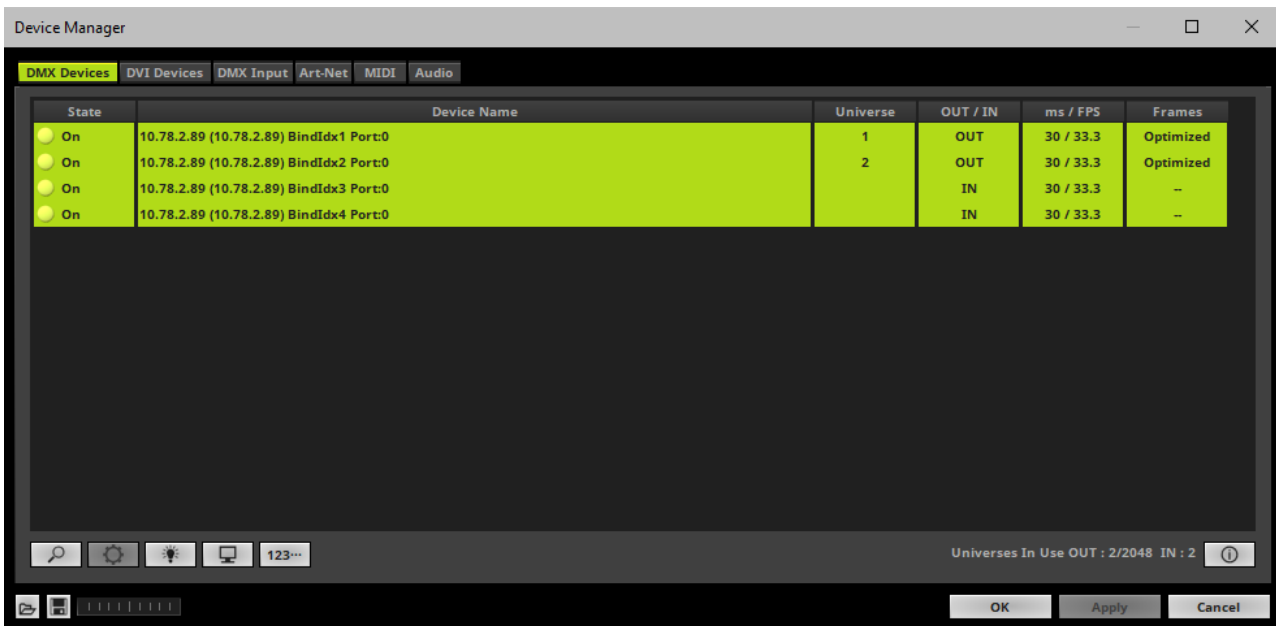 Device Manager
DMX Devices DVI Devices DMX Input Art-Net MIDI Audio
State Device Name Universe OUT / IN ms / FPS Frames
On 10.78.2.89 (10.78.2.89) BindIdx1 Port:0 1 OUT 30 / 33.3 Optimized
On 10.78.2.89 (10.78.2.89) BindIdx2 Port:0 2 OUT 30 / 33.3 Optimized
On 10.78.2.89 (10.78.2.89) BindIdx3 Port:0 IN 30 / 33.3 --
On 10.78.2.89 (10.78.2.89) BindIdx4 Port:0 IN 30 / 33.3 --
123... Universes In Use OUT : 2/2048 IN : 2
OK Apply Cancel